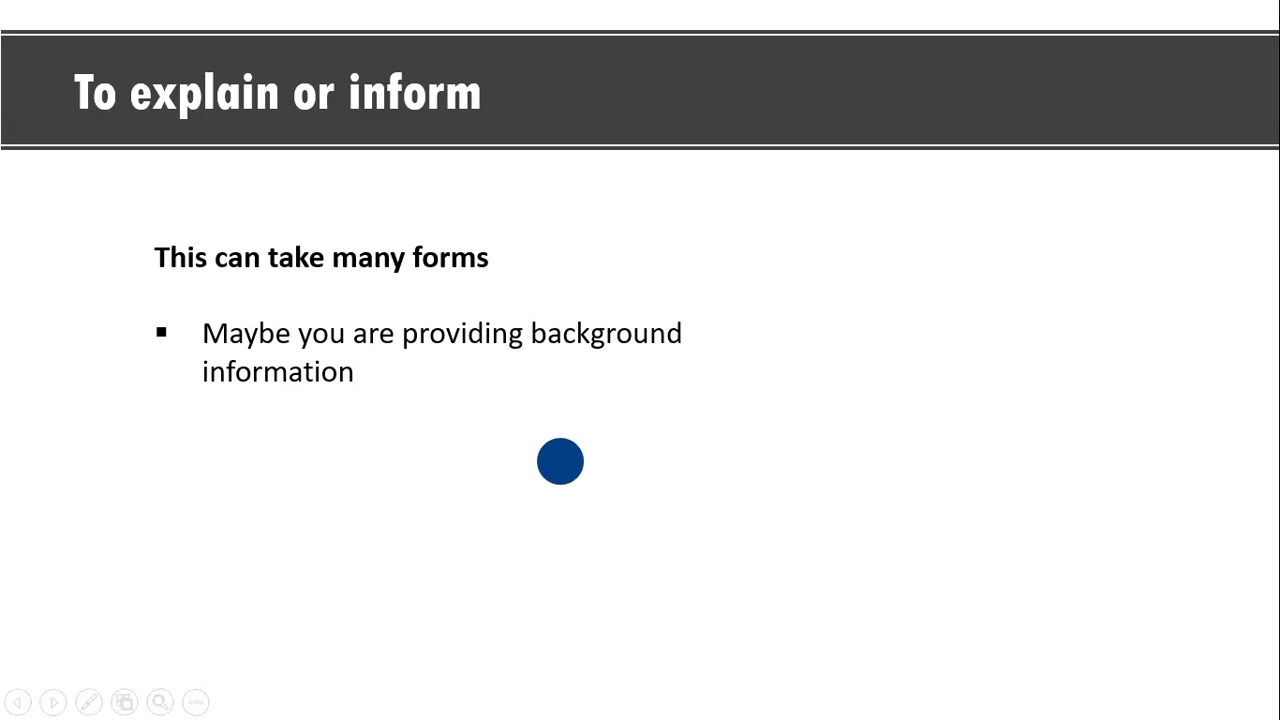 To explain or inform
This can take many forms
▪ Maybe you are providing background
information